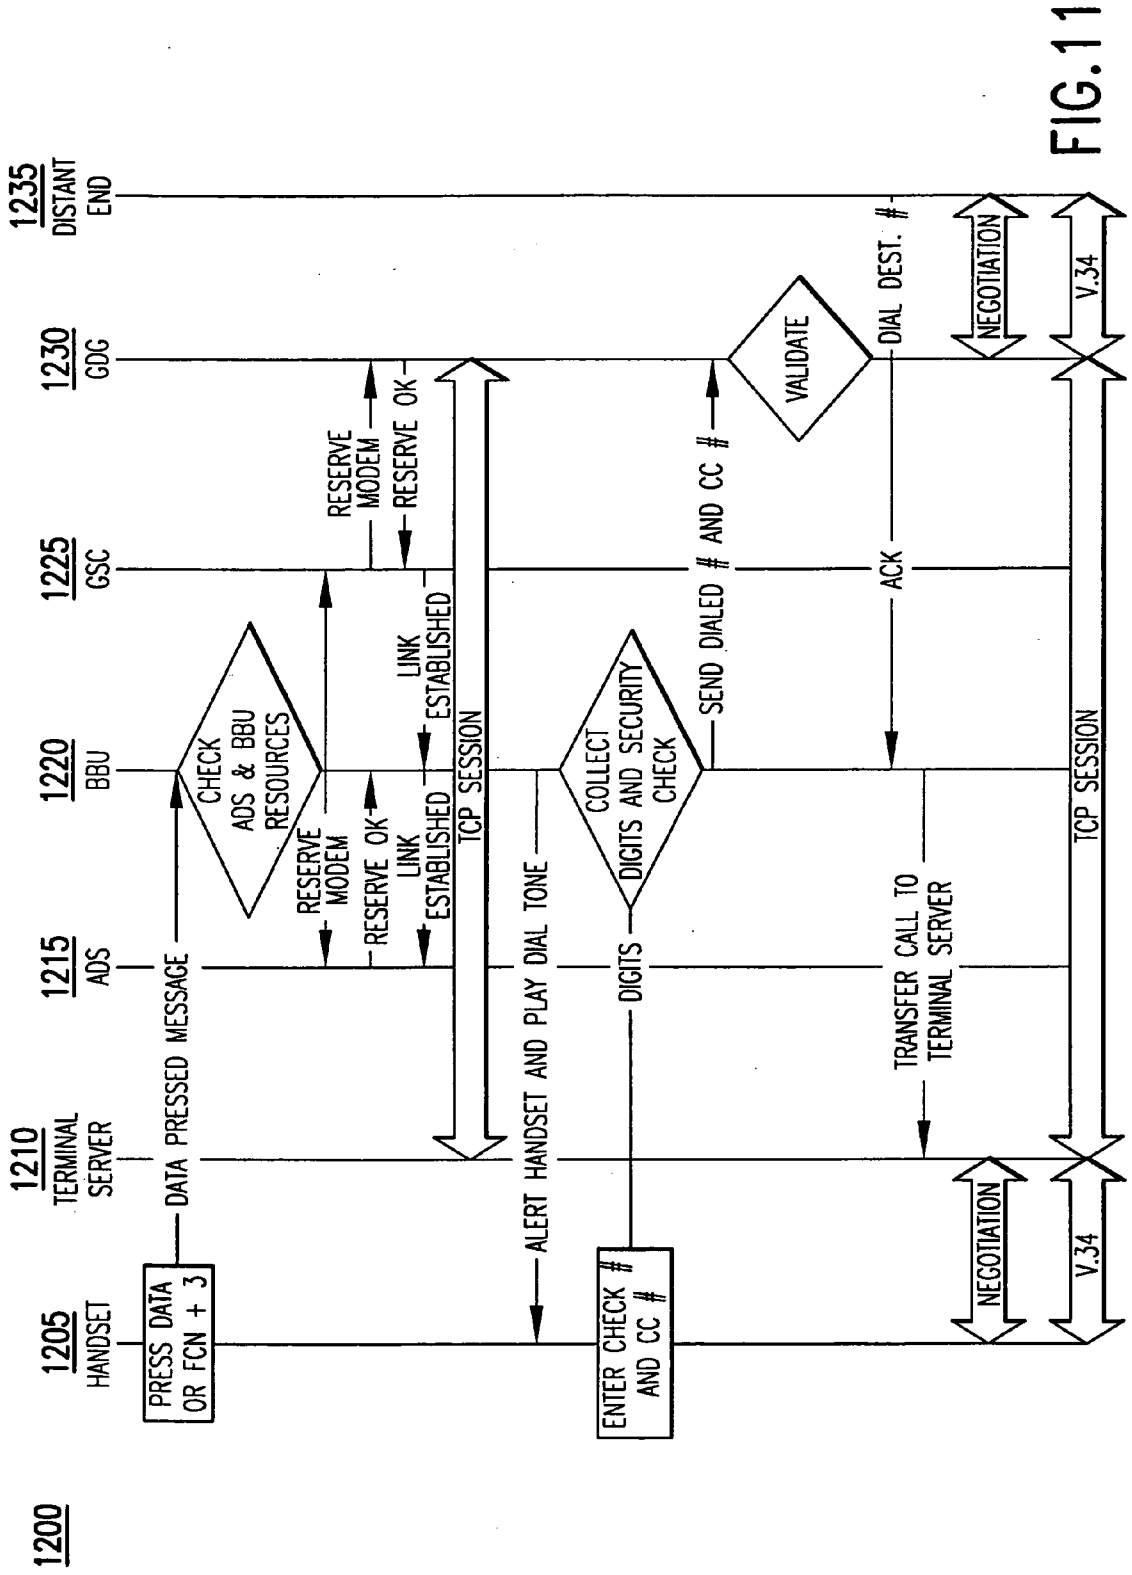 1200
1205
HANDSET
1210
TERMINAL
SERVER
1215
ADS
1220
BBU
1225
GSC
1230
GDG
1235
DISTANT
END
PRESS DATA
OR FCN + 3
DATA PRESSED MESSAGE
CHECK
ADS & BBU
RESOURCES
RESERVE
MODEM
RESERVE
MODEM
RESERVE OK
RESERVE OK
LINK
ESTABLISHED
LINK
ESTABLISHED
TCP SESSION
ALERT HANDSET AND PLAY DIAL TONE
ENTER CHECK #
AND CC #
DIGITS
COLLECT
DIGITS AND SECURITY
CHECK
SEND DIALED # AND CC #
VALIDATE
ACK
DIAL DEST. #
TRANSFER CALL TO
TERMINAL SERVER
NEGOTIATION
NEGOTIATION
V.34
TCP SESSION
V.34
FIG.11